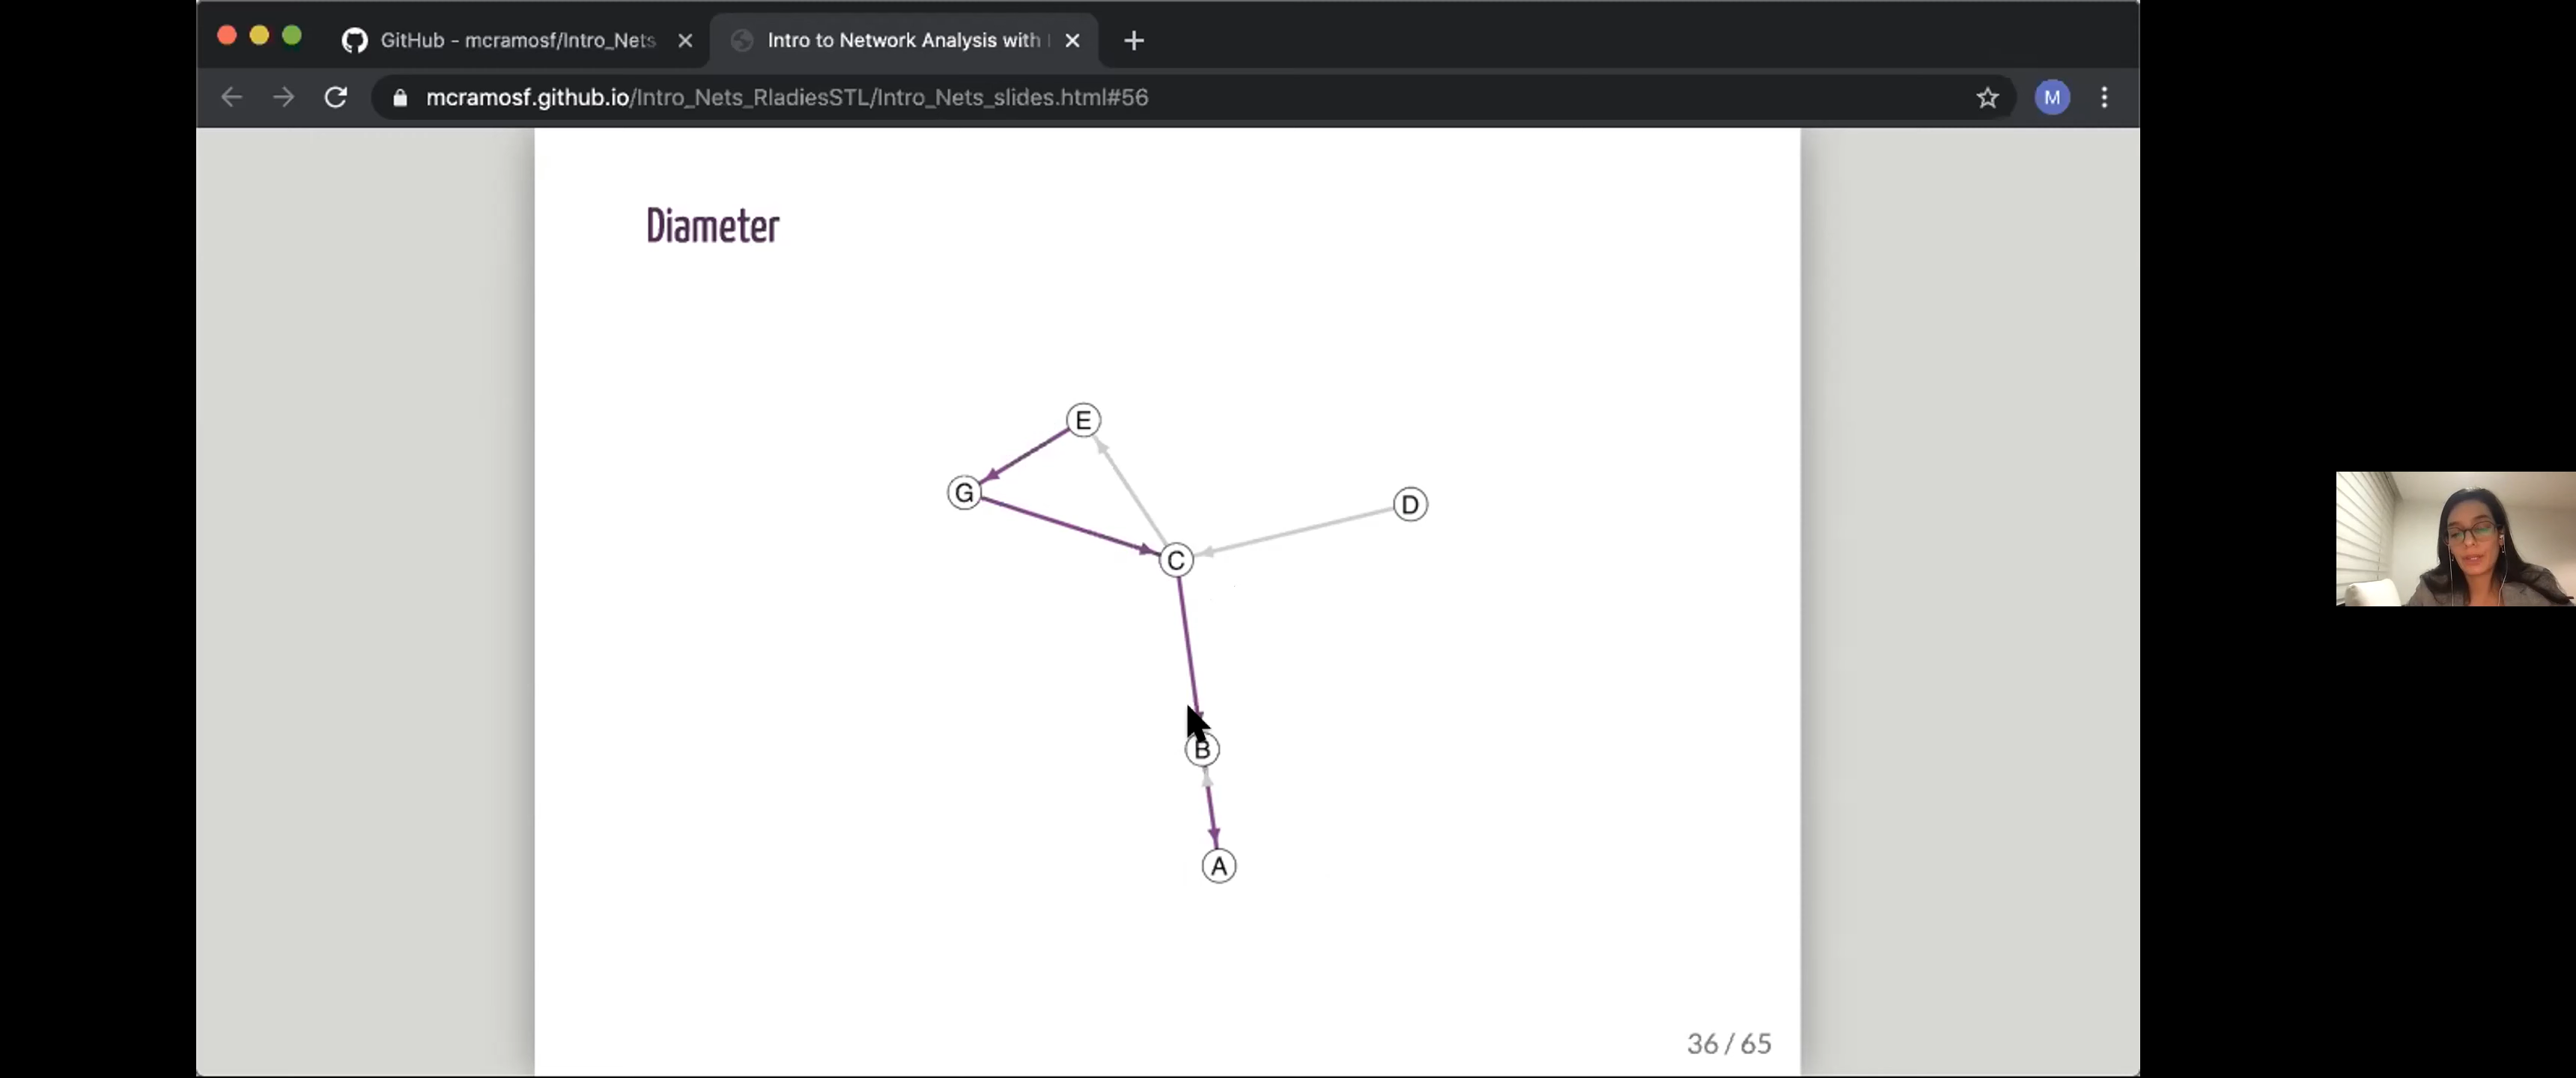 GitHub - mcramosf/Intro_Nets
Intro to Network Analysis with
mcramosf.github.io/Intro_Nets_RladiesSTL/Intro_Nets_slides.html#56
M
Diameter
E
G
D
C
B
A
36 / 65